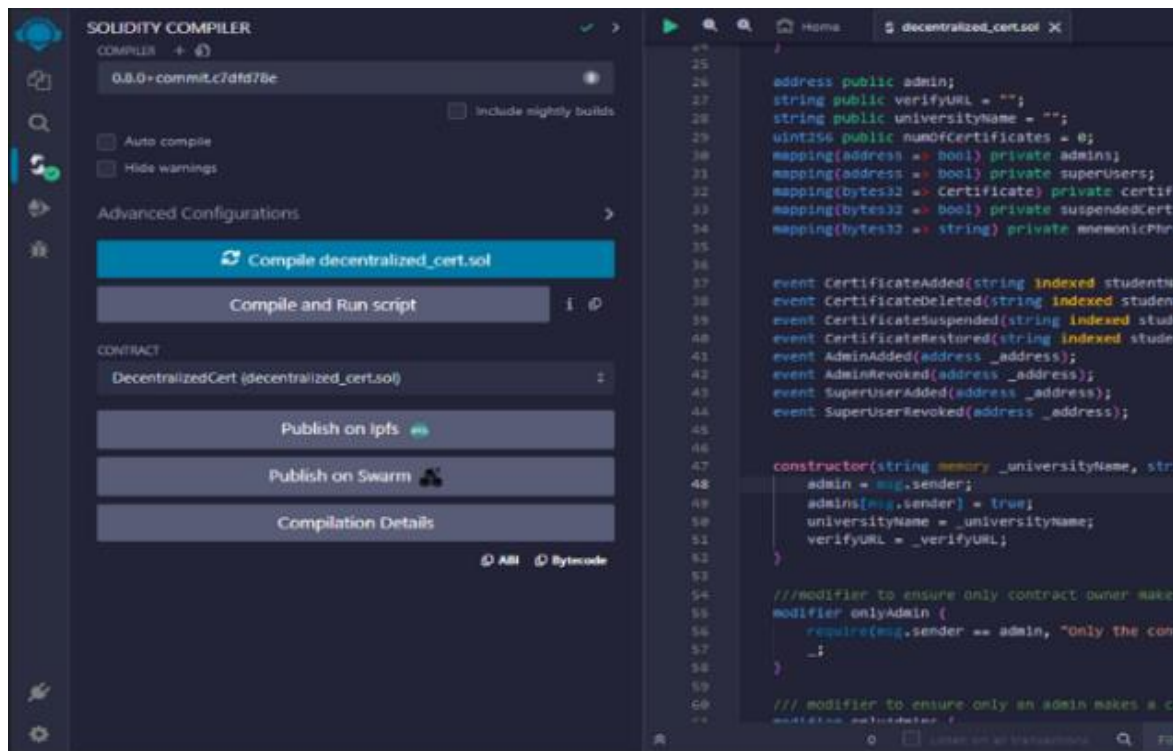 SOLIDITY COMPILER
COMPILER +
0.8.0+commit.c7dfd78e
Include nightly builds
Auto compile
Hide warnings
Advanced Configurations
Compile decentralized_cert.sol
Compile and Run script
i
CONTRACT
DecentralizedCert (decentralized_cert.sol)
Publish on Ipfs
Publish on Swarm
Compilation Details
ABI Bytecode
Home
S decentralized_cert.sol
25
26 address public admin;
27 string public verifyURL = "";
28 string public universityName = "";
29 uint256 public numOfCertificates = 0;
30 mapping(address => bool) private admins;
31 mapping(address => bool) private superUsers;
32 mapping(bytes32 => Certificate) private certif
33 mapping(bytes32 => bool) private suspendedCert
34 mapping(bytes32 => string) private mnemonicPhr
35
36
37 event CertificateAdded(string indexed studentN
38 event CertificateDeleted(string indexed studen
39 event CertificateSuspended(string indexed stud
40 event CertificateRestored(string indexed stude
41 event AdminAdded(address _address);
42 event AdminRevoked(address _address);
43 event SuperUserAdded(address _address);
44 event SuperUserRevoked(address _address);
45
46
47 constructor(string memory _universityName, str
48 admin = msg.sender;
49 admins[msg.sender] = true;
50 universityName = _universityName;
51 verifyURL = _verifyURL;
52 }
53
54 ///modifier to ensure only contract owner make
55 modifier onlyAdmin {
56 require(msg.sender == admin, "Only the con
57 _;
58 }
59
60 /// modifier to ensure only an admin makes a c
modifier onlyAdmins {
0 Listen on all transactions